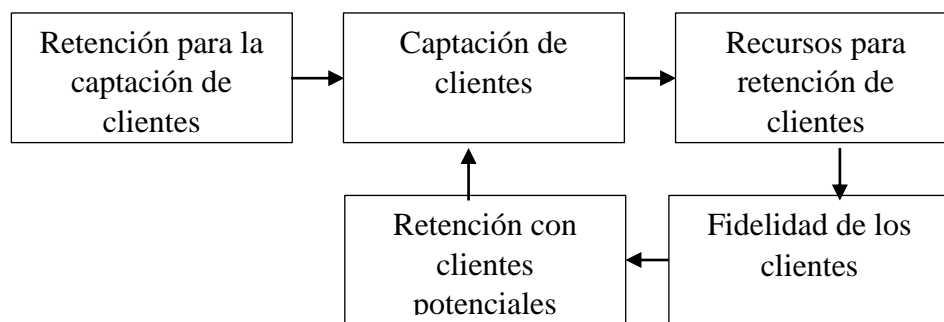 Retención para la
captación de
clientes
Captación de
clientes
Recursos para
retención de
clientes
Retención con
clientes
potenciales
Fidelidad de los
clientes